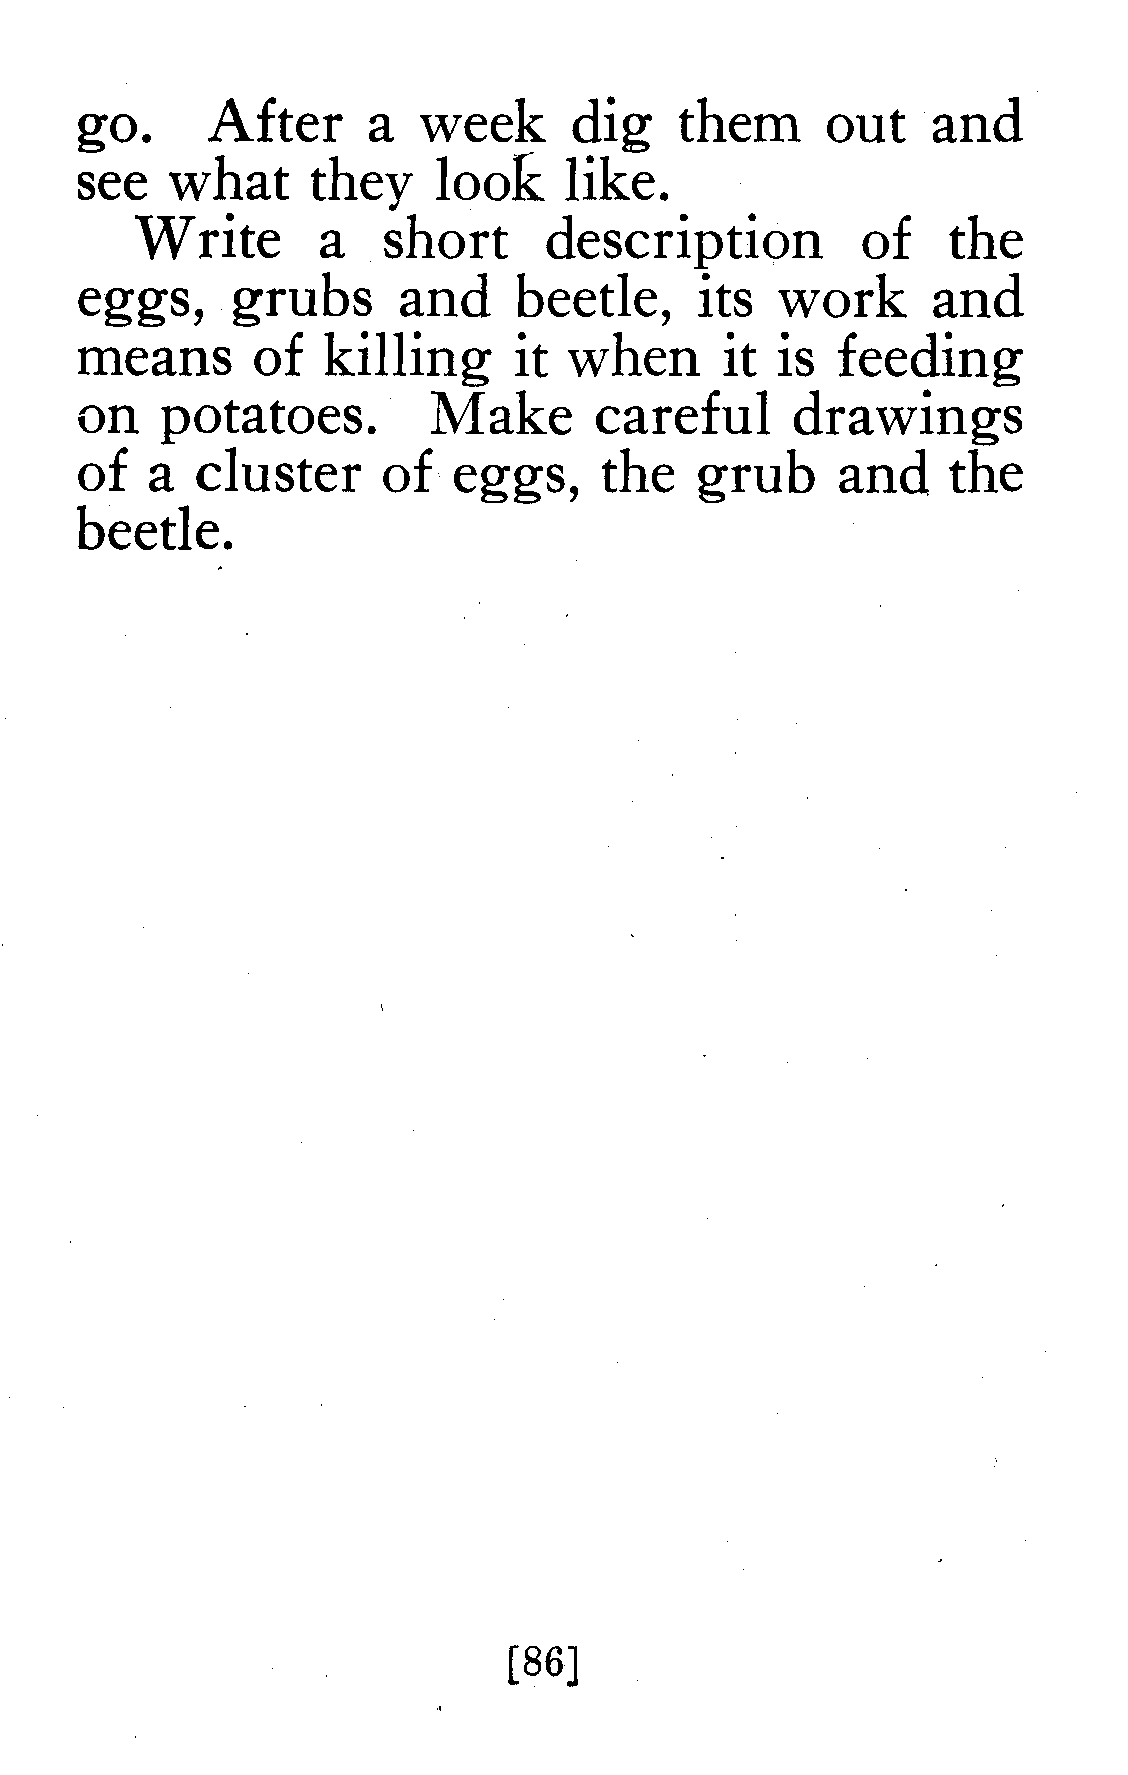 go. After a week dig them out and
see what they look like.
Write a short description of the
eggs, grubs and beetle, its work and
means of killing it when it is feeding
on potatoes. Make careful drawings
of a cluster of eggs, the grub and the
beetle.
[86]